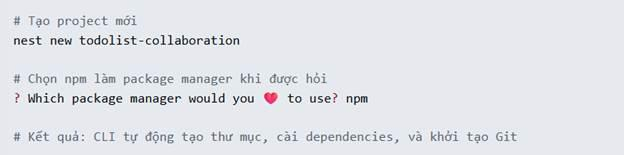 # Tạo project mới
nest new todolist-collaboration
# Chọn npm làm package manager khi được hỏi
? Which package manager would you 💔 to use? npm
# Kết quả: CLI tự động tạo thư mục, cài dependencies, và khởi tạo Git